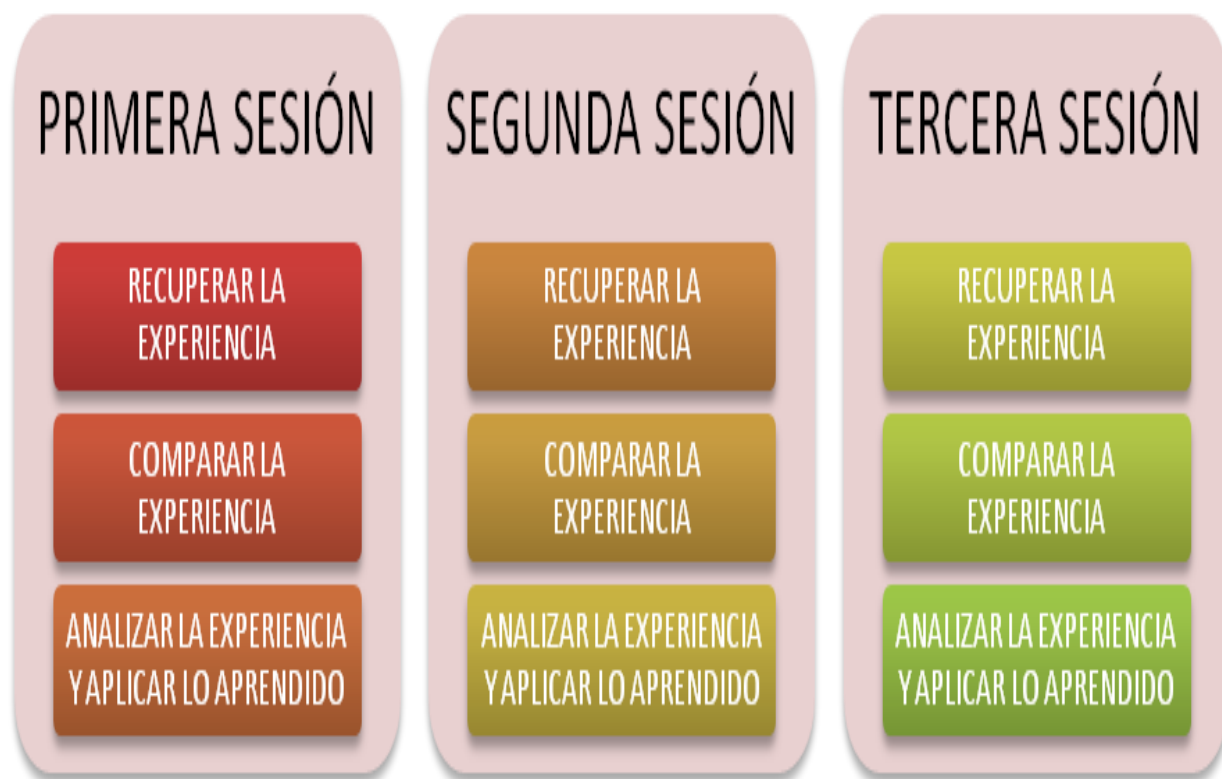 PRIMERA SESIÓN
RECUPERAR LA
EXPERIENCIA
COMPARAR LA
EXPERIENCIA
ANALIZAR LA EXPERIENCIA
Y APLICAR LO APRENDIDO
SEGUNDA SESIÓN
RECUPERAR LA
EXPERIENCIA
COMPARAR LA
EXPERIENCIA
ANALIZAR LA EXPERIENCIA
Y APLICAR LO APRENDIDO
TERCERA SESIÓN
RECUPERAR LA
EXPERIENCIA
COMPARAR LA
EXPERIENCIA
ANALIZAR LA EXPERIENCIA
Y APLICAR LO APRENDIDO